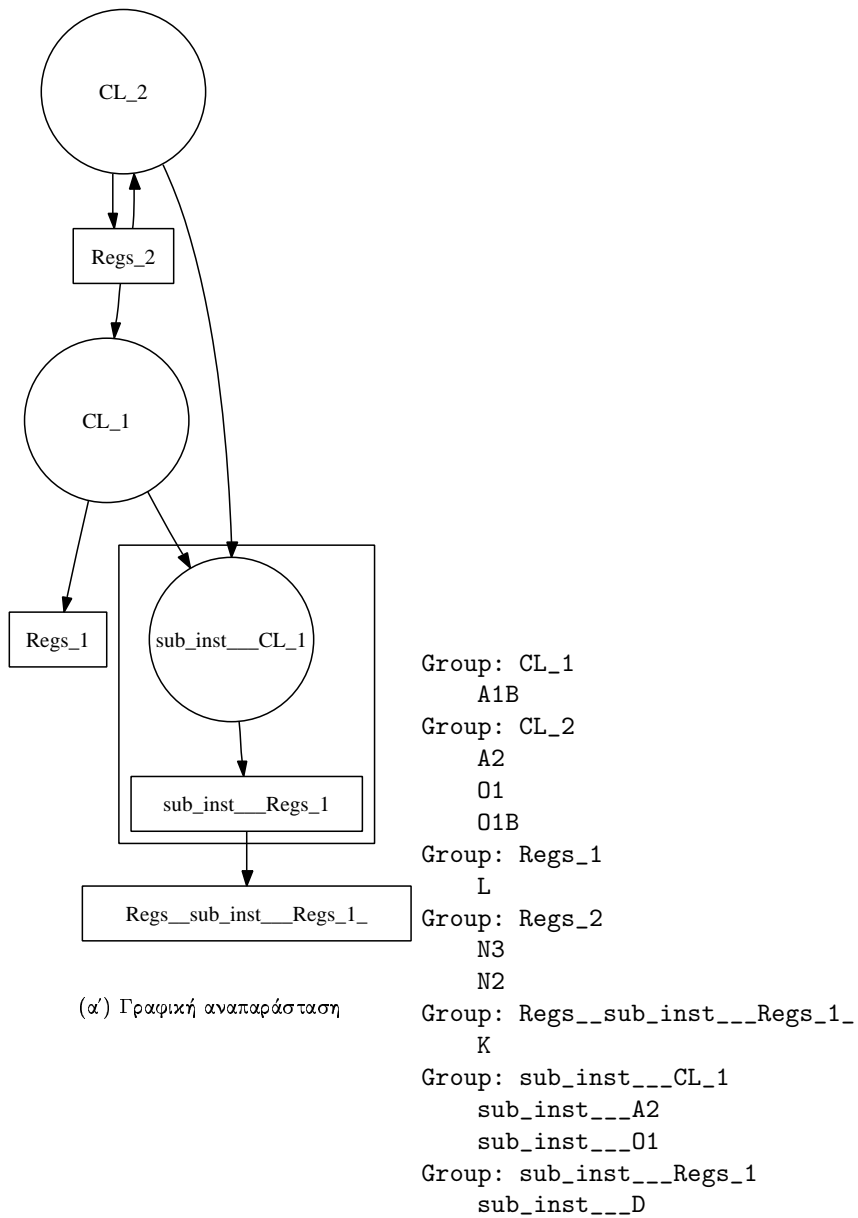 CL_2
Regs_2
CL_1
Regs_1
sub_inst___CL_1
sub_inst___Regs_1
Regs__sub_inst___Regs_1_
(α΄) Γραφική αναπαράσταση
Group: CL_1
A1B
Group: CL_2
A2
O1
O1B
Group: Regs_1
L
Group: Regs_2
N3
N2
Group: Regs__sub_inst___Regs_1_
K
Group: sub_inst___CL_1
sub_inst___A2
sub_inst___O1
Group: sub_inst___Regs_1
sub_inst___D